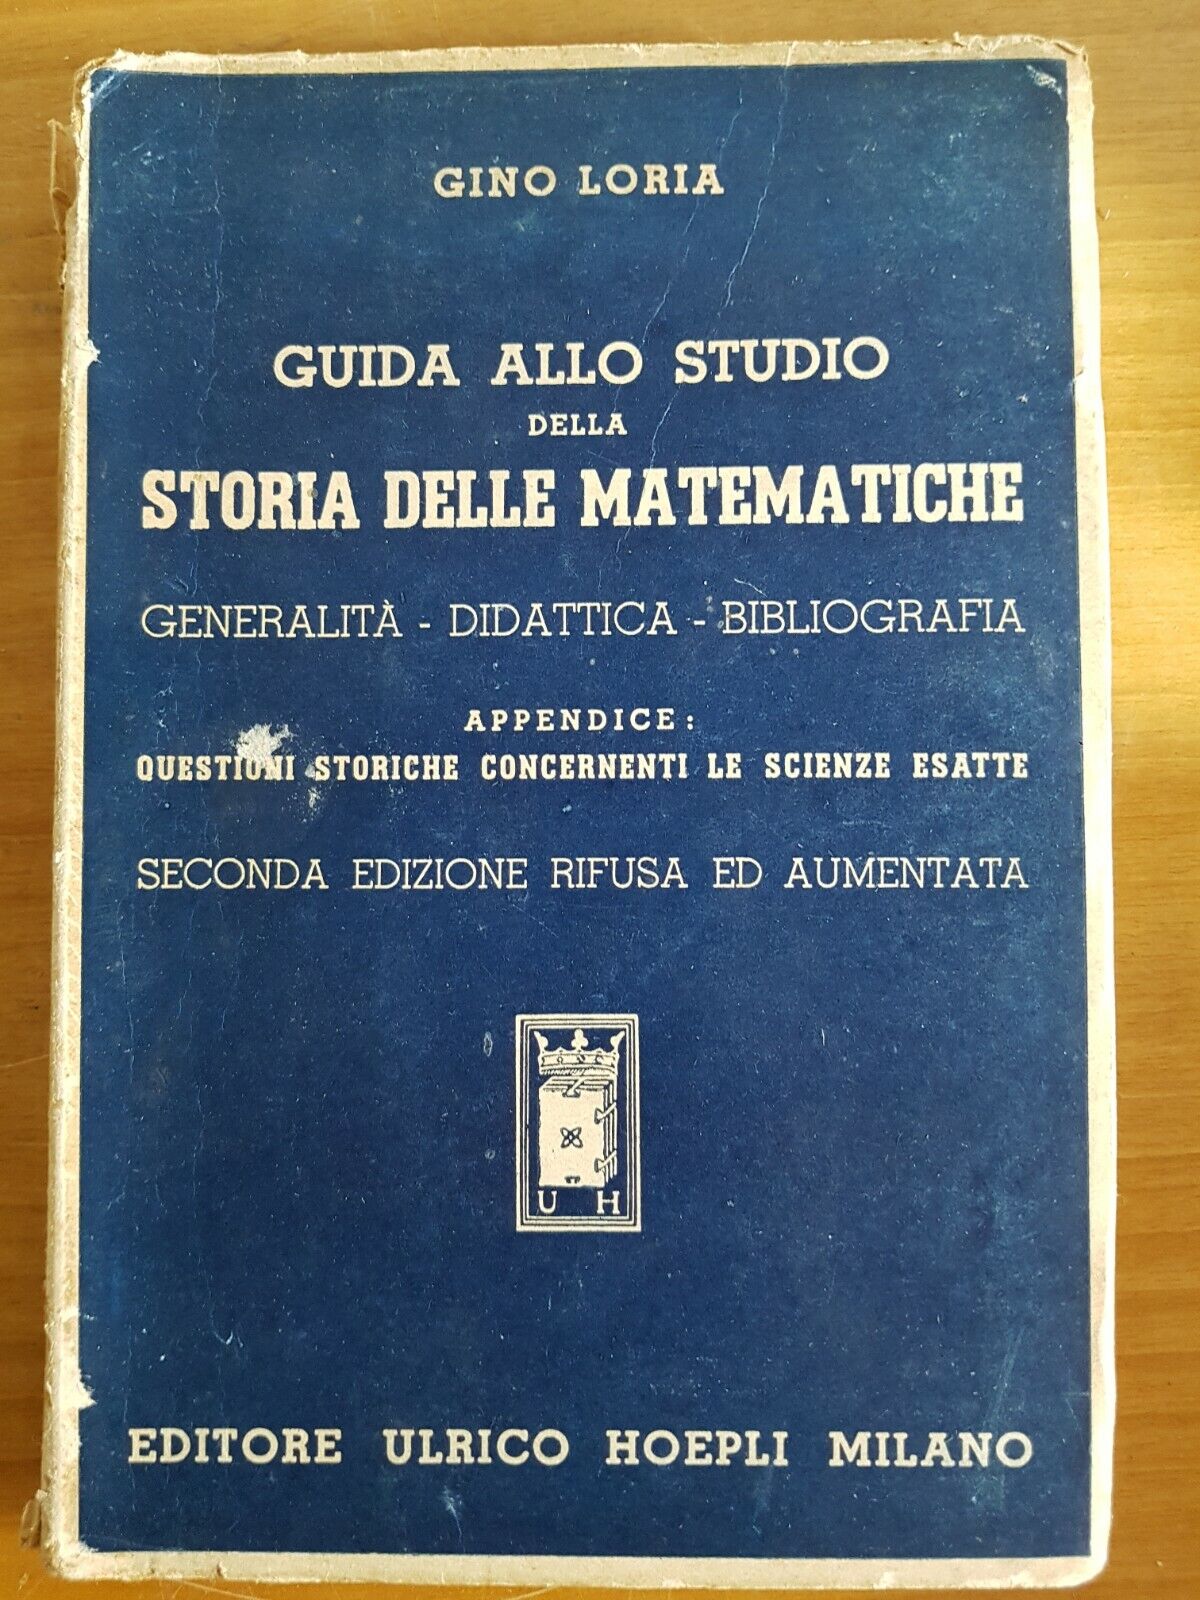 GINO LORIA
GUIDA ALLO STUDIO
DELLA
STORIA DELLE MATEMATICHE
GENERALITÀ - DIDATTICA - BIBLIOGRAFIA
APPENDICE:
QUESTIONI STORICHE CONCERNENTI LE SCIENZE ESATTE
SECONDA EDIZIONE RIFUSA ED AUMENTATA
U H
EDITORE ULRICO HOEPLI MILANO